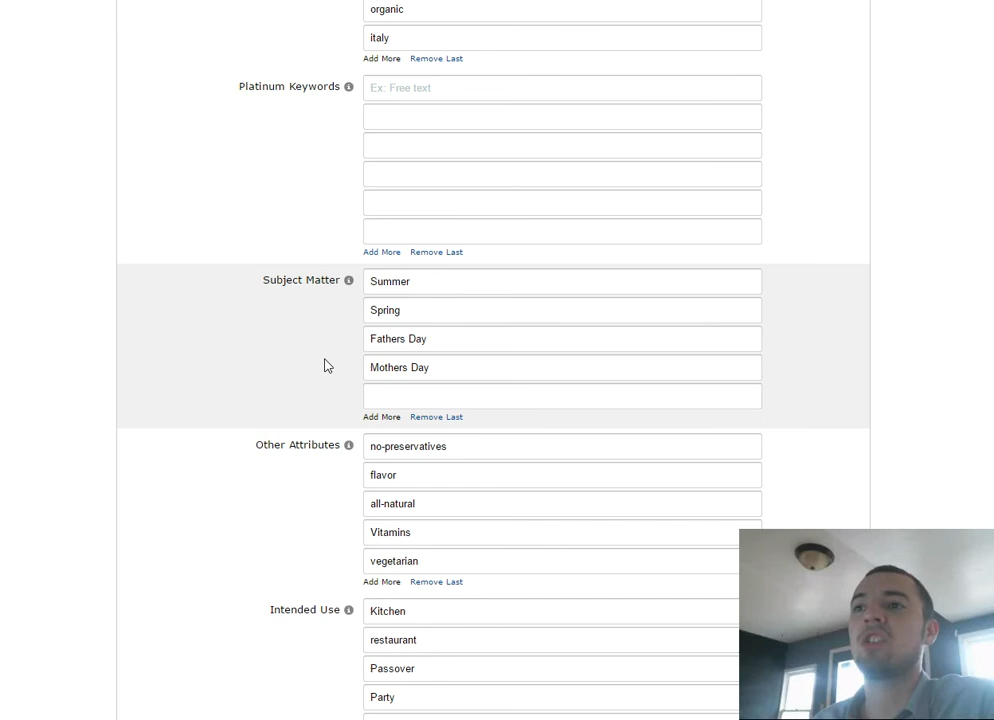 organic
italy
Add More Remove Last
Platinum Keywords
Ex: Free text
Add More Remove Last
Subject Matter
Summer
Spring
Fathers Day
Mothers Day
Add More Remove Last
Other Attributes
no-preservatives
flavor
all-natural
Vitamins
vegetarian
Add More Remove Last
Intended Use
Kitchen
restaurant
Passover
Party